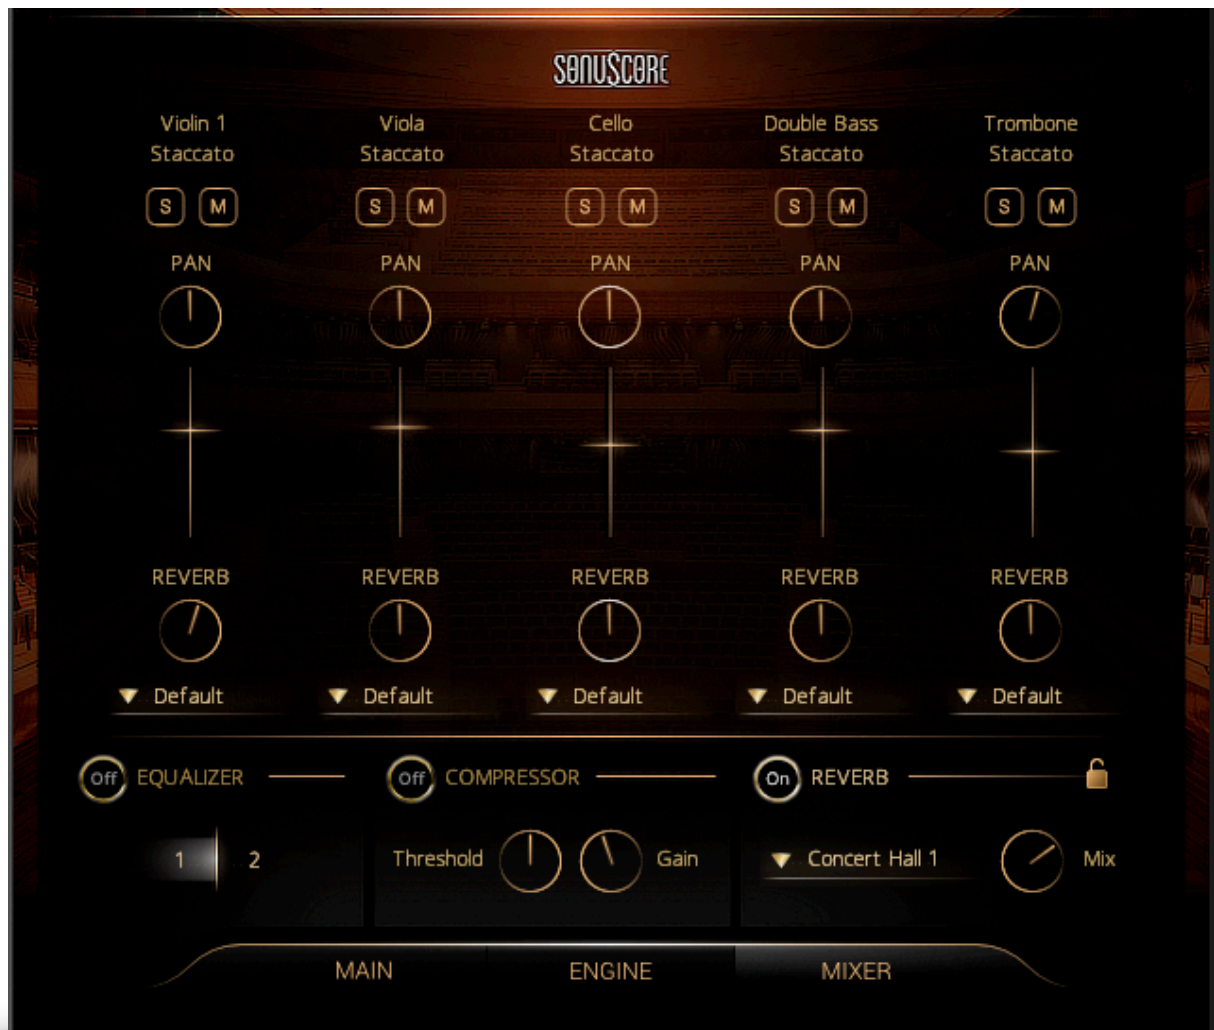 SONUSCORE
Violin 1
Staccato
Viola
Staccato
Cello
Staccato
Double Bass
Staccato
Trombone
Staccato
S M
S M
S M
S M
S M
PAN
PAN
PAN
PAN
PAN
REVERB
REVERB
REVERB
REVERB
REVERB
Default
Default
Default
Default
Default
Off EQUALIZER
Off COMPRESSOR
On REVERB
1 2
Threshold
Gain
Concert Hall 1
Mix
MAIN
ENGINE
MIXER